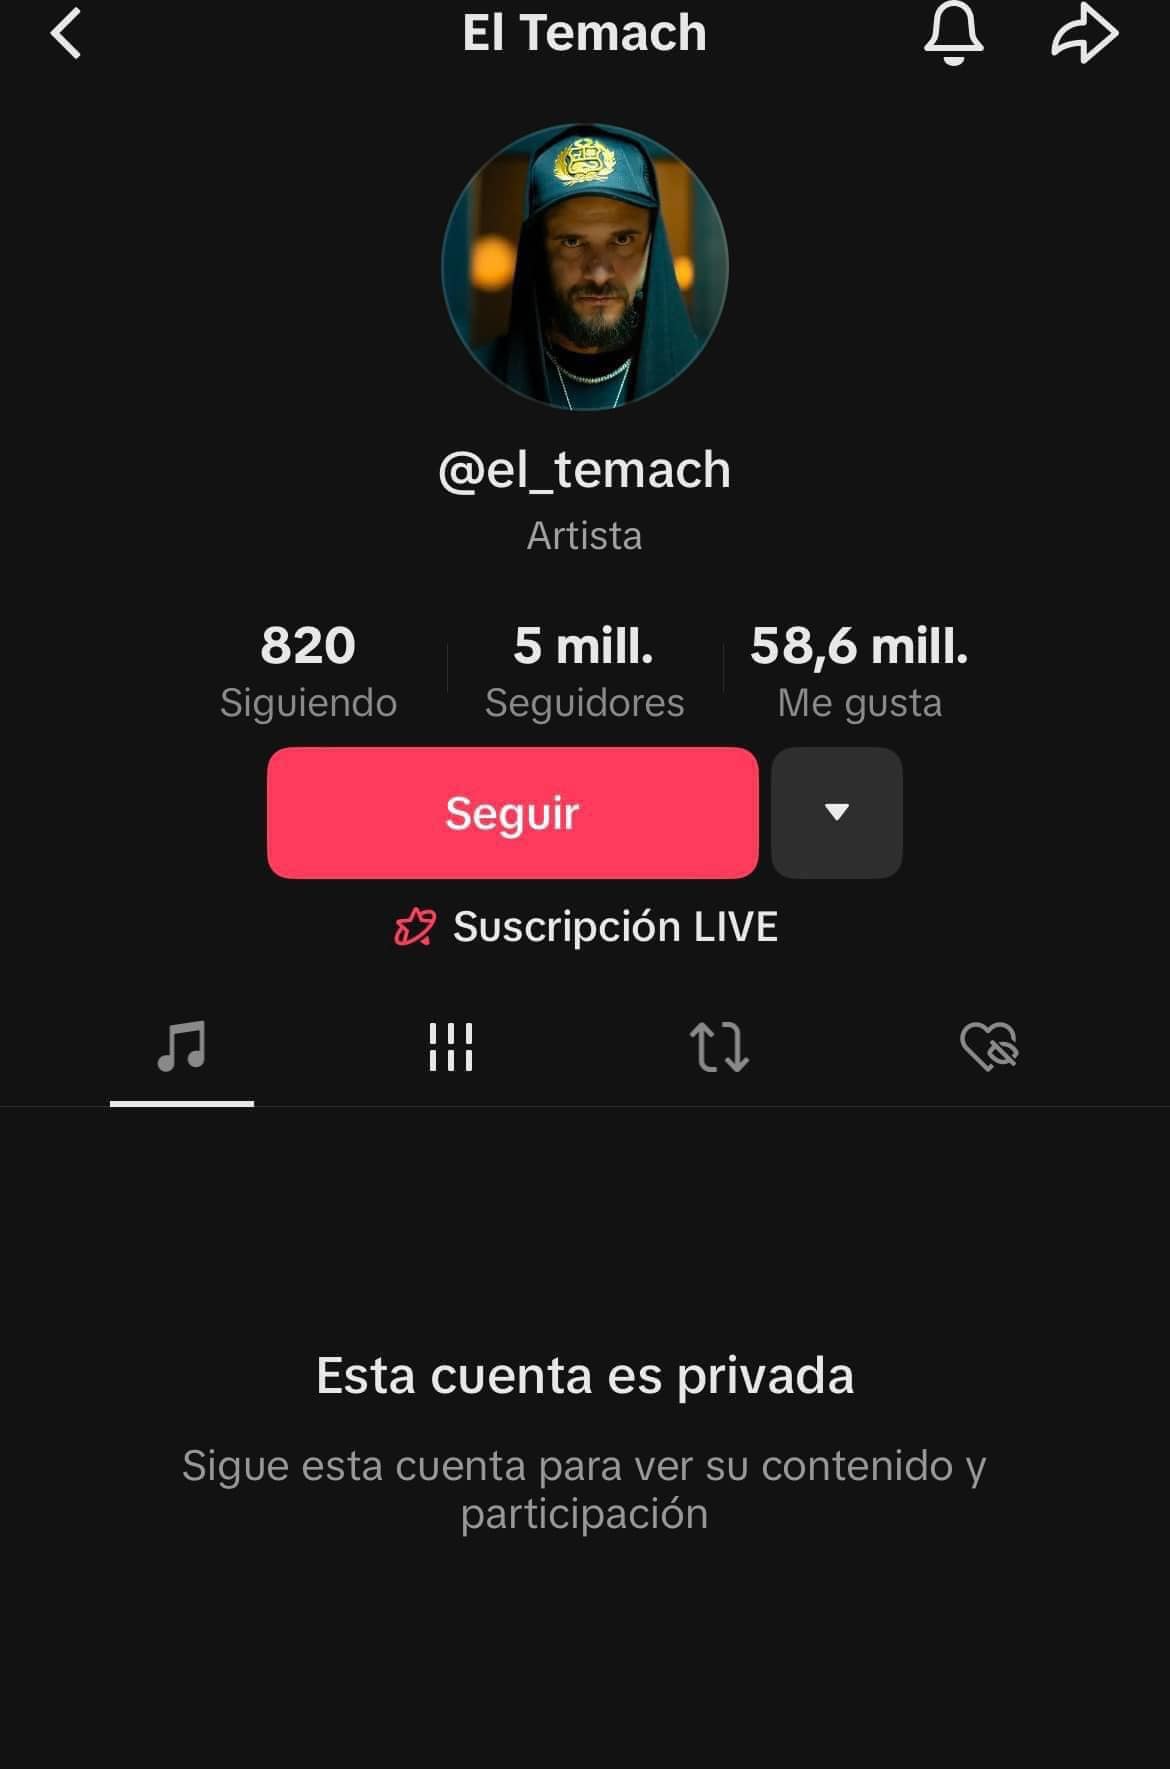 El Temach
@el_temach
Artista
820
5 mill.
58,6 mill.
Siguiendo
Seguidores
Me gusta
Seguir
Suscripción LIVE
Esta cuenta es privada
Sigue esta cuenta para ver su contenido y
participación